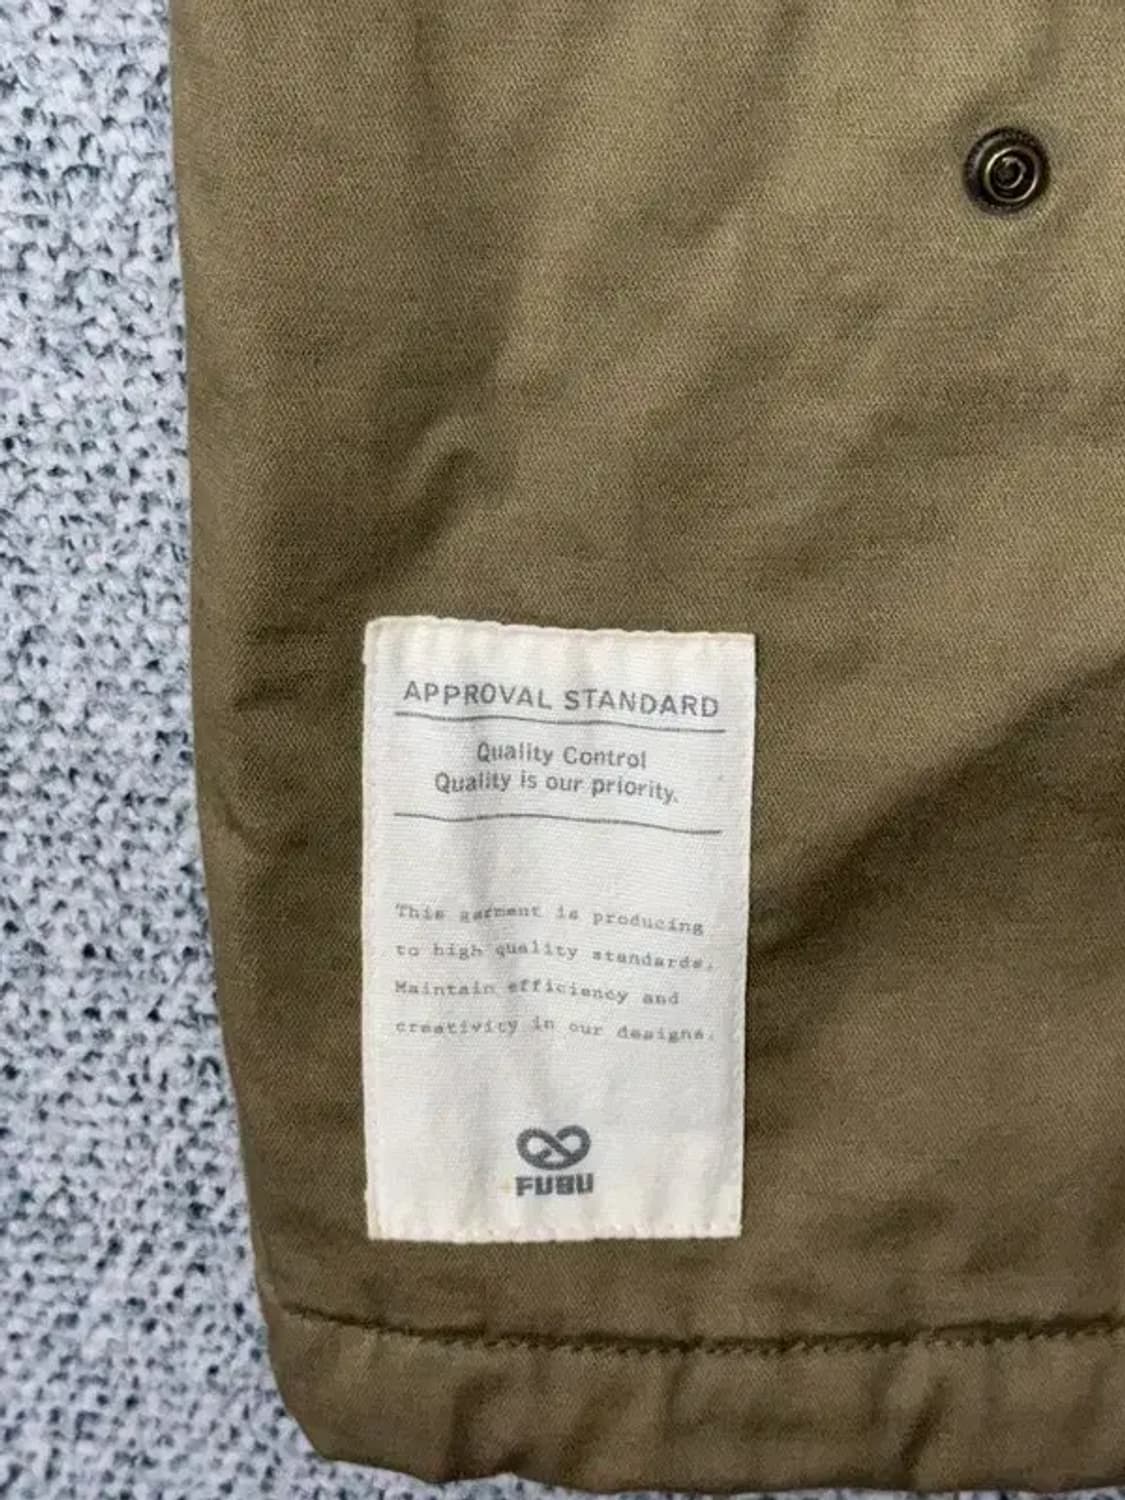 APPROVAL STANDARD
Quality Control
Quality is our priority.
This garment is producing
to high quality standards.
Maintain efficiency and
creativity in our designs.
FUBU